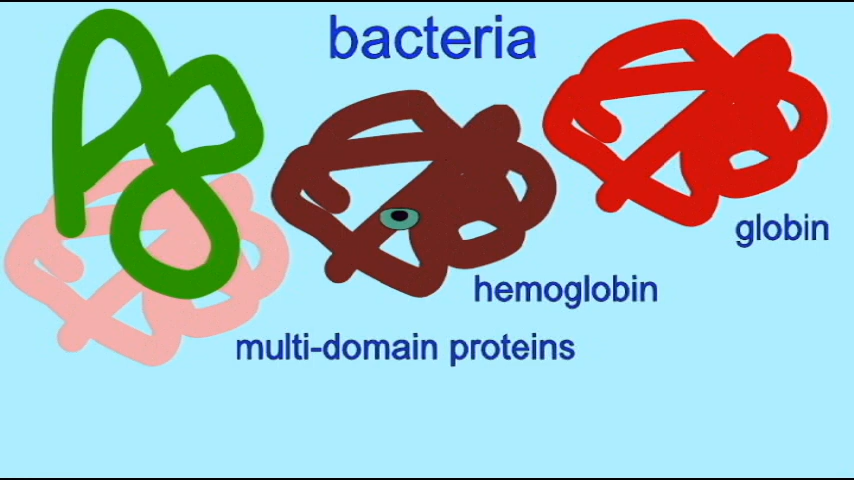 bacteria
globin
hemoglobin
multi-domain proteins